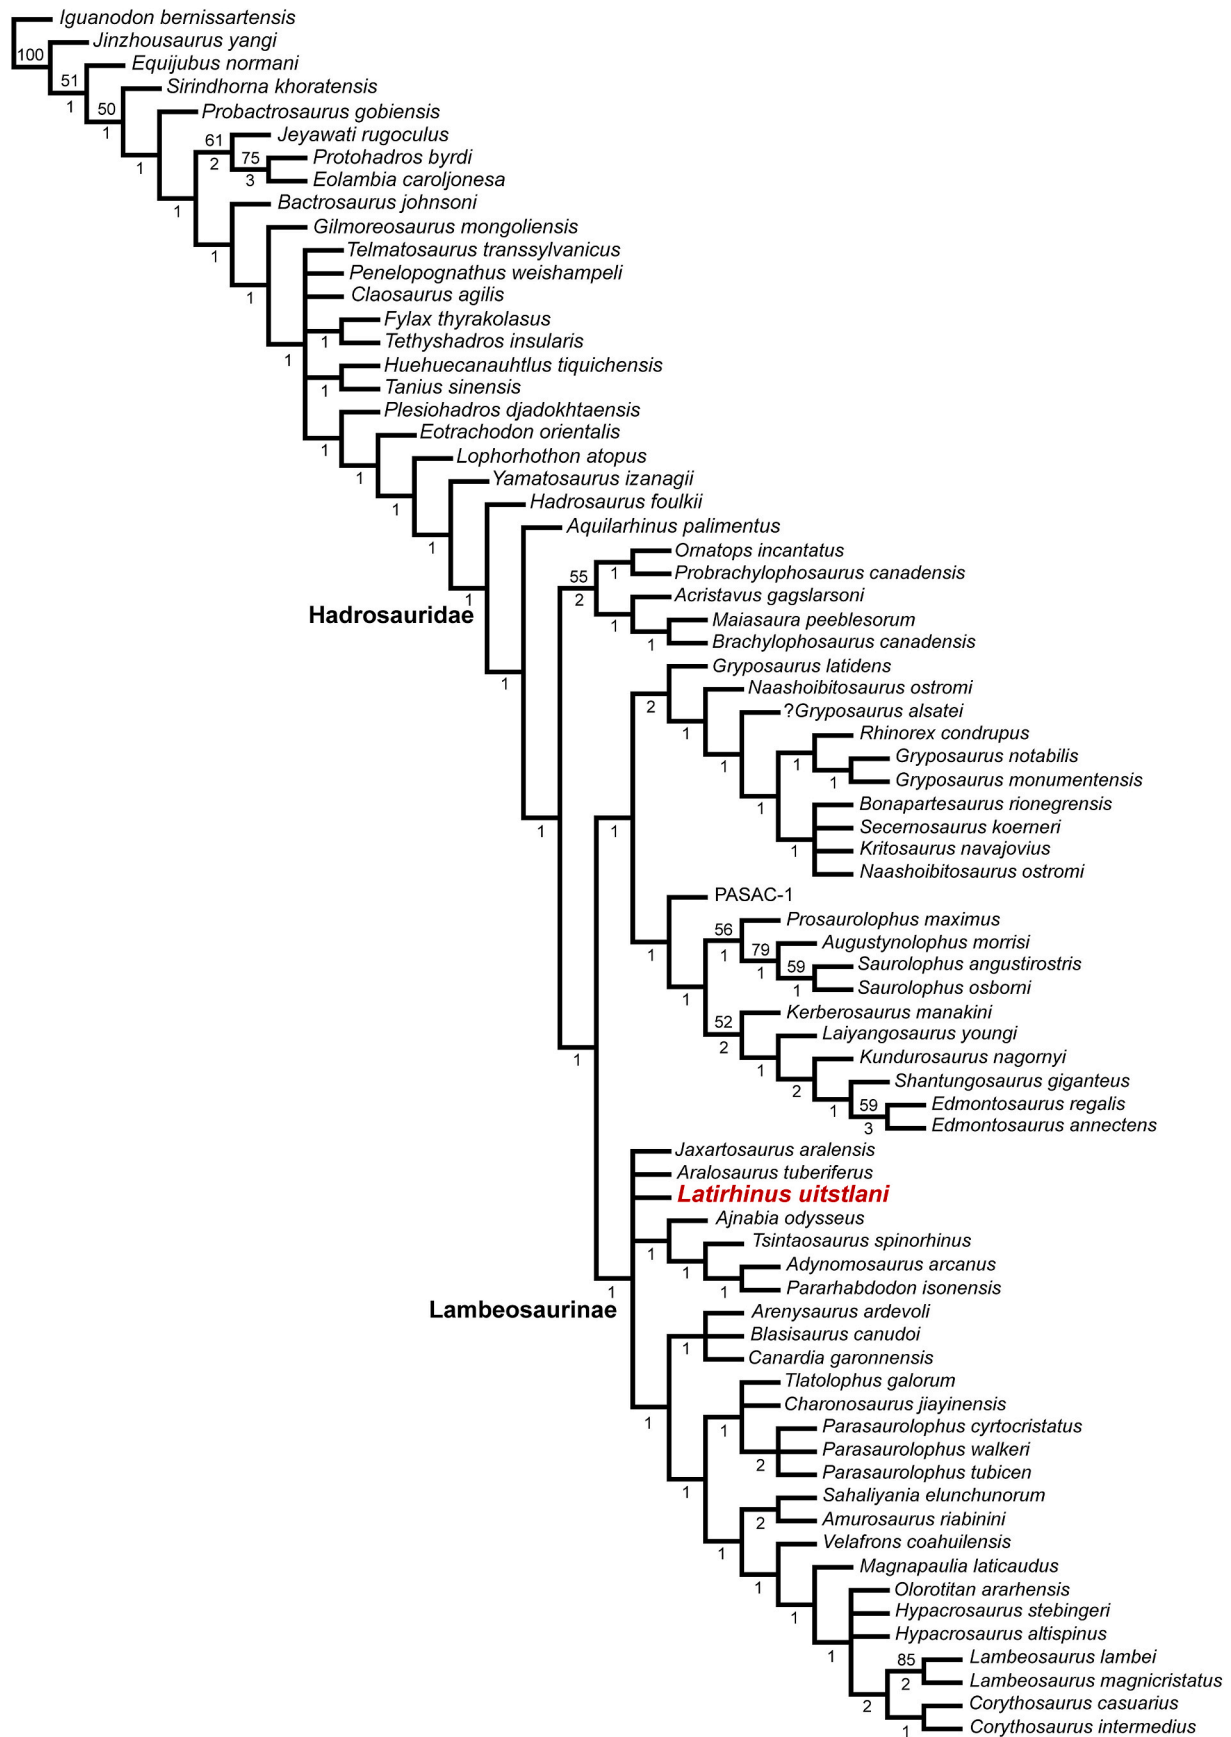 Iguanodon bernissartensis
Jinzhousaurus yangi
100
Equijubus normani
51
1
Sirindhorna khoratensis
50
1
Probactrosaurus gobiensis
1
Jeyawati rugoculus
61
2
Protohadros byrdi
75
3
Eolambia caroljonesa
1
Bactrosaurus johnsoni
1
Gilmoreosaurus mongoliensis
1
Telmatosaurus transsylvanicus
Penelopognathus weishampeli
Claosaurus agilis
Fylax thyrakolasus
1
Tethyshadros insularis
1
Huehuecanauhtlus tiquichensis
1
Tanius sinensis
Plesiohadros djadokhtaensis
1
Eotrachodon orientalis
1
Lophorhothon atopus
1
Yamatosaurus izanagii
1
Hadrosaurus foulkii
1
Hadrosauridae
Aquilarhinus palimentus
1
Ornatops incantatus
55
2
1
Probrachylophosaurus canadensis
Acristavus gagslarsoni
1
Maiasaura peeblesorum
1
Brachylophosaurus canadensis
1
Gryposaurus latidens
2
Naashoibitosaurus ostromi
1
?Gryposaurus alsatei
1
Rhinorex condrupus
1
Gryposaurus notabilis
1
Gryposaurus monumentensis
1
Bonapartesaurus rionegrensis
Secernosaurus koerneri
1
Kritosaurus navajovius
Naashoibitosaurus ostromi
1
PASAC-1
1
Prosaurolophus maximus
56
1
Augustynolophus morrisi
79
1
Saurolophus angustirostris
59
1
Saurolophus osborni
1
Kerberosaurus manakini
52
2
Laiyangosaurus youngi
1
Kundurosaurus nagornyi
2
Shantungosaurus giganteus
1
Edmontosaurus regalis
59
3
Edmontosaurus annectens
1
Jaxartosaurus aralensis
Aralosaurus tuberiferus
Latirhinus uitstlani
Ajnabia odysseus
1
Tsintaosaurus spinorhinus
1
Adynomosaurus arcanus
1
Pararhabdodon isonensis
1
Lambeosaurinae
Arenysaurus ardevoli
Blasisaurus canudoi
1
Canardia garonnensis
1
Tlatolophus galorum
Charonosaurus jiayinensis
1
Parasaurolophus cyrtocristatus
Parasaurolophus walkeri
2
Parasaurolophus tubicen
1
Sahaliyania elunchunorum
2
Amurosaurus riabinini
1
Velafrons coahuilensis
1
Magnapaulia laticaudus
1
Olorotitan ararhensis
Hypacrosaurus stebingeri
Hypacrosaurus altispinus
1
Lambeosaurus lambei
85
2
Lambeosaurus magnicristatus
2
Corythosaurus casuarius
1
Corythosaurus intermedius